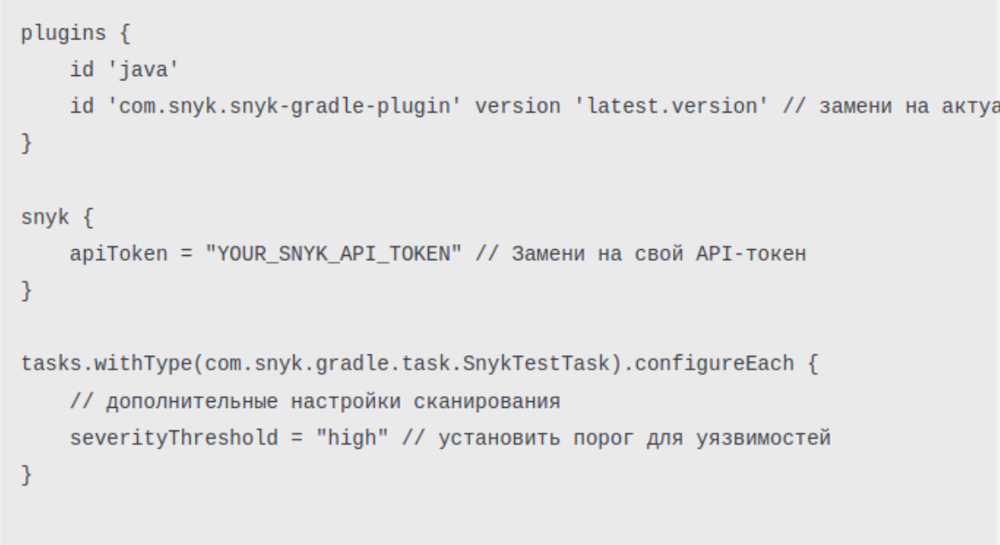 plugins {
    id 'java'
    id 'com.snyk.snyk-gradle-plugin' version 'latest.version' // замени на
}
snyk {
    apiToken = "YOUR_SNYK_API_TOKEN" // Замени на свой API-токен
}
tasks.withType(com.snyk.gradle.task.SnykTestTask).configureEach {
    // дополнительные настройки сканирования
    severityThreshold = "high" // установить порог для уязвимостей
}